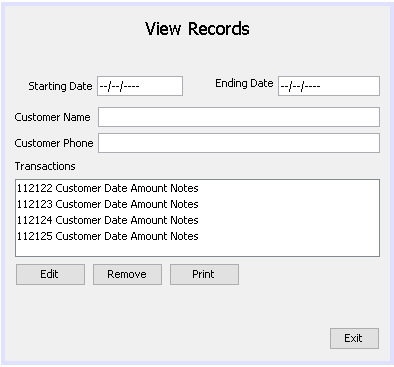 View Records
Starting Date --/--/---- Ending Date --/--/----
Customer Name
Customer Phone
Transactions
112122 Customer Date Amount Notes
112123 Customer Date Amount Notes
112124 Customer Date Amount Notes
112125 Customer Date Amount Notes
Edit Remove Print
Exit